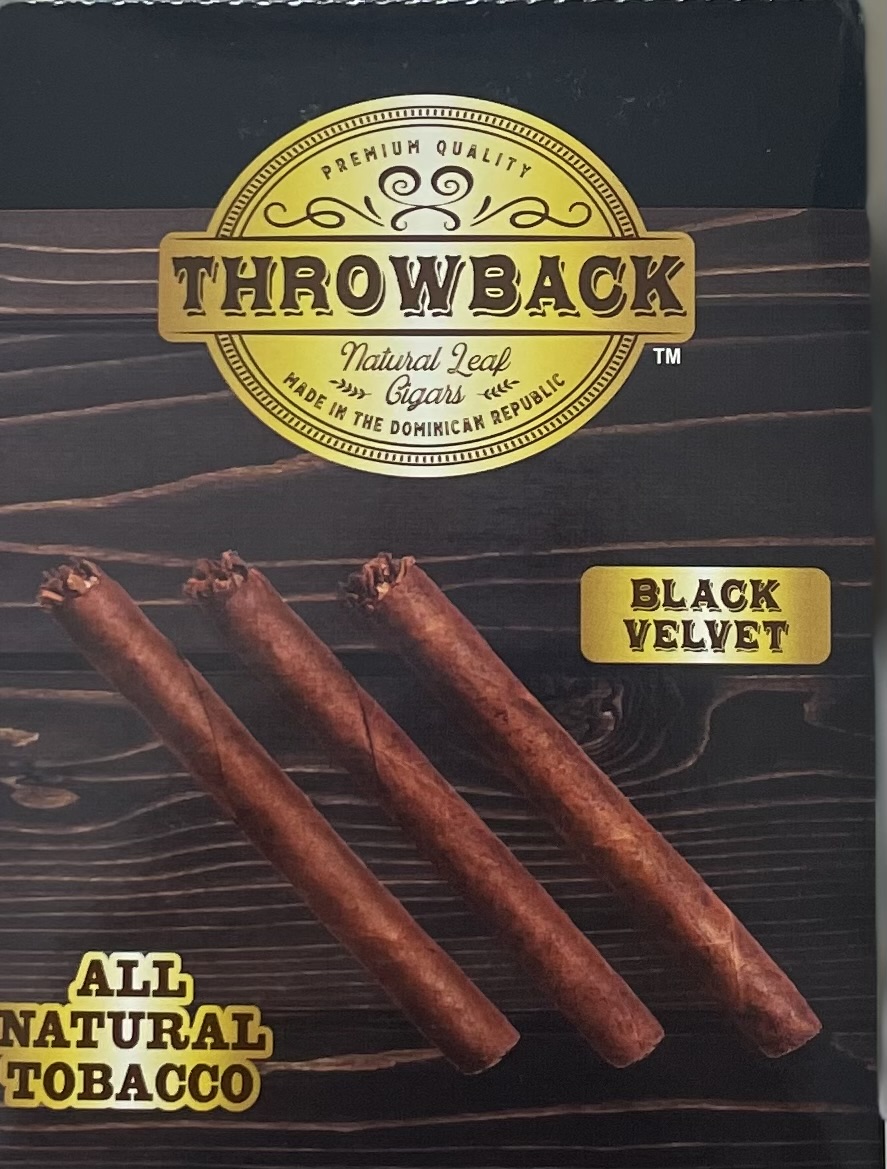 PREMIUM QUALITY
THROWBACK
TM
Natural Leaf
Cigars
MADE IN THE DOMINICAN REPUBLIC
BLACK
VELVET
ALL
NATURAL
TOBACCO